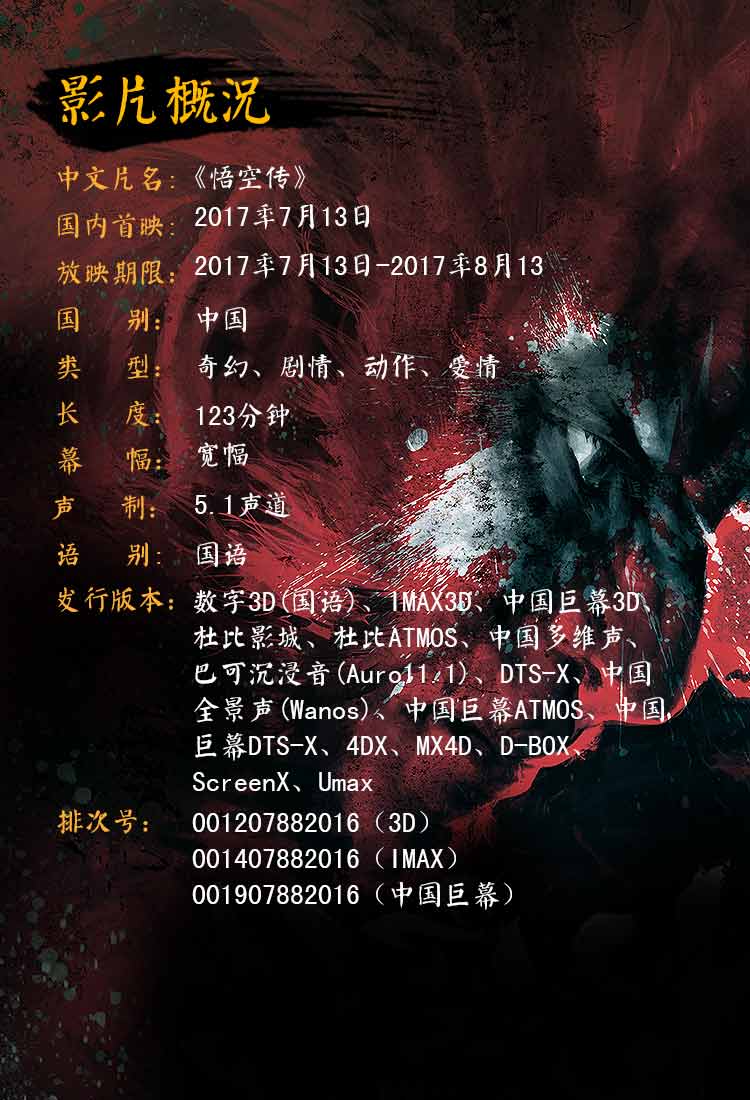 影片概况
中文片名:《悟空传》
国内首映: 2017年7月13日
放映期限: 2017年7月13日-2017年8月13
国 别: 中国
类 型: 奇幻、剧情、动作、爱情
长 度: 123分钟
幕 幅: 宽幅
声 制: 5.1声道
语 别: 国语
发行版本: 数字3D(国语)、IMAX3D、中国巨幕3D、
杜比影城、杜比ATMOS、中国多维声、
巴可沉浸音(Auro11.1)、DTS-X、中国
全景声(Wanos)、中国巨幕ATMOS、中国
巨幕DTS-X、4DX、MX4D、D-BOX、
ScreenX、Umax
排次号: 001207882016（3D）
001407882016（IMAX）
001907882016（中国巨幕）